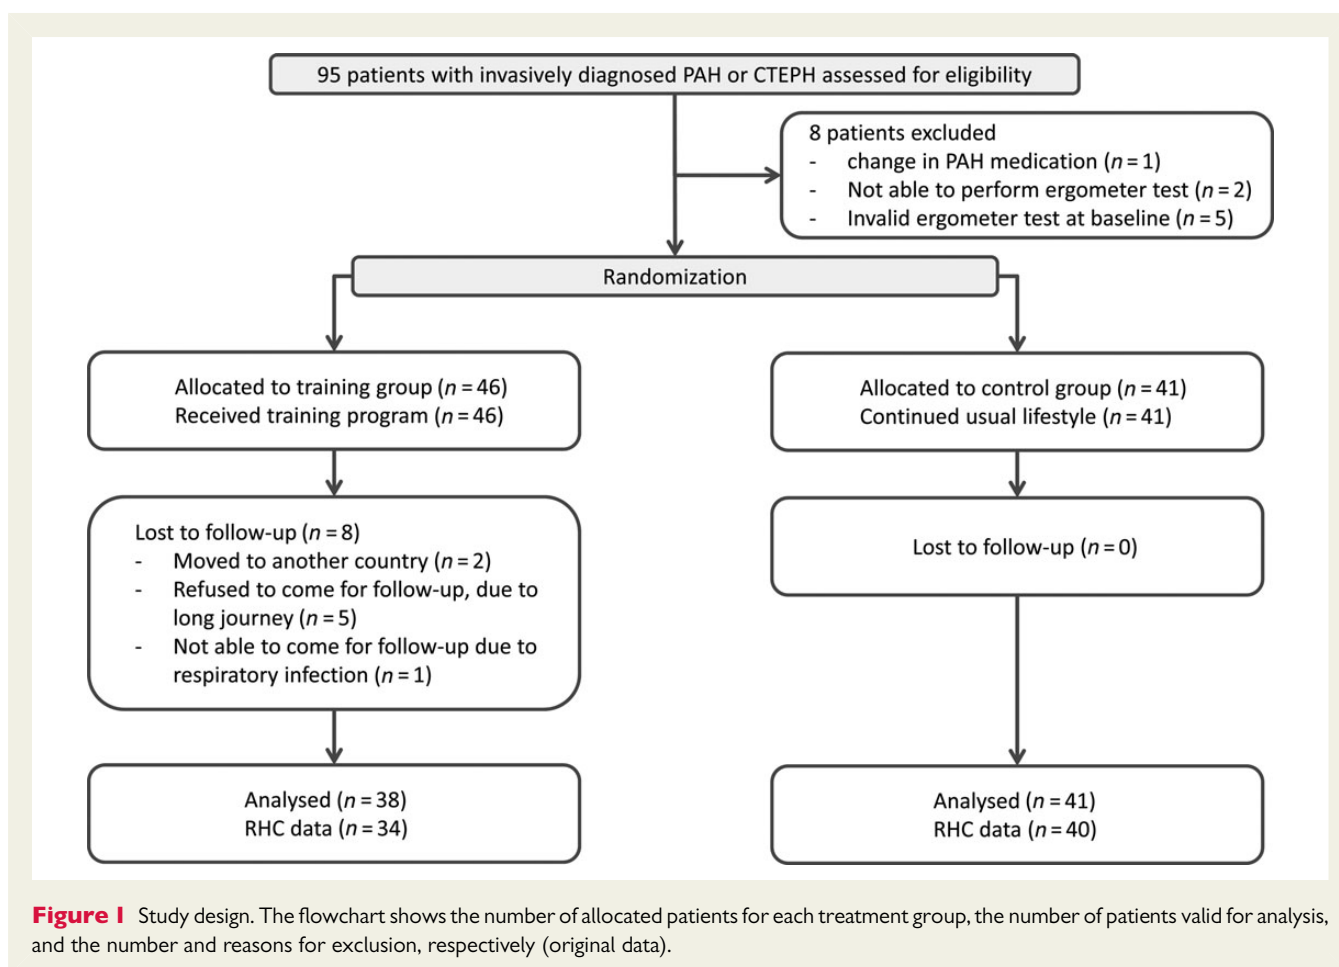 95 patients with invasively diagnosed PAH or CTEPH assessed for eligibility
8 patients excluded
- change in PAH medication (n = 1)
- Not able to perform ergometer test (n = 2)
- Invalid ergometer test at baseline (n = 5)
Randomization
Allocated to training group (n = 46)
Received training program (n = 46)
Allocated to control group (n = 41)
Continued usual lifestyle (n = 41)
Lost to follow-up (n = 8)
- Moved to another country (n = 2)
- Refused to come for follow-up, due to
long journey (n = 5)
- Not able to come for follow-up due to
respiratory infection (n = 1)
Lost to follow-up (n = 0)
Analysed (n = 38)
RHC data (n = 34)
Analysed (n = 41)
RHC data (n = 40)
Figure 1 Study design. The flowchart shows the number of allocated patients for each treatment group, the number of patients valid for analysis,
and the number and reasons for exclusion, respectively (original data).